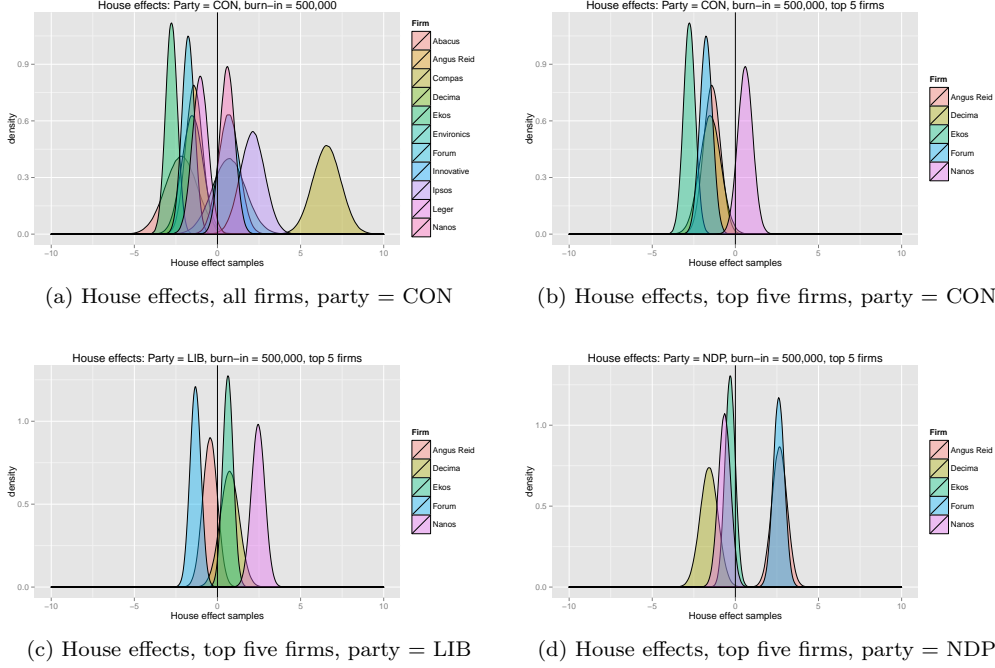 House effects: Party = CON, burn−in = 500,000
0.9
0.6
0.3
0.0
density
−10
−5
0
5
10
House effect samples
Firm
Abacus
Angus Reid
Compas
Decima
Ekos
Environics
Forum
Innovative
Ipsos
Leger
Nanos
(a) House effects, all firms, party = CON
House effects: Party = CON, burn−in = 500,000, top 5 firms
0.9
0.6
0.3
0.0
density
−10
−5
0
5
10
House effect samples
Firm
Angus Reid
Decima
Ekos
Forum
Nanos
(b) House effects, top five firms, party = CON
House effects: Party = LIB, burn−in = 500,000, top 5 firms
1.0
0.5
0.0
density
−10
−5
0
5
10
House effect samples
Firm
Angus Reid
Decima
Ekos
Forum
Nanos
(c) House effects, top five firms, party = LIB
House effects: Party = NDP, burn−in = 500,000, top 5 firms
1.0
0.5
0.0
density
−10
−5
0
5
10
House effect samples
Firm
Angus Reid
Decima
Ekos
Forum
Nanos
(d) House effects, top five firms, party = NDP